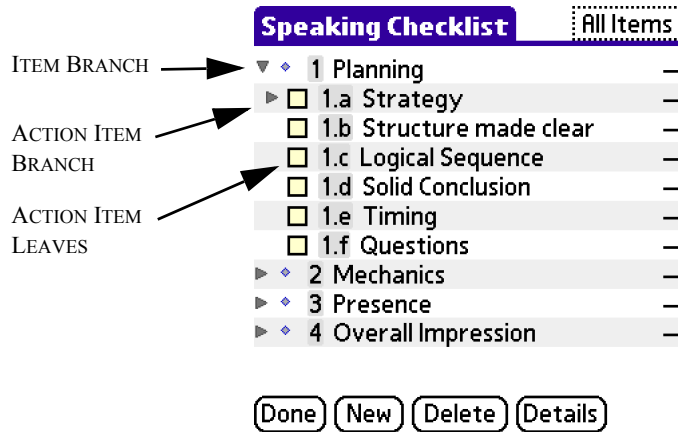 Speaking Checklist All Items
ITEM BRANCH
1 Planning
1.a Strategy
1.b Structure made clear
ACTION ITEM
BRANCH
1.c Logical Sequence
1.d Solid Conclusion
ACTION ITEM
LEAVES
1.e Timing
1.f Questions
2 Mechanics
3 Presence
4 Overall Impression
Done New Delete Details